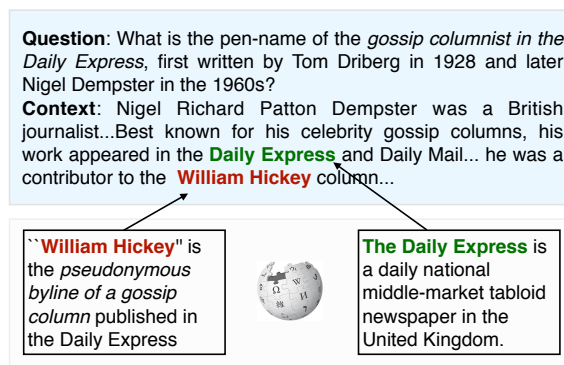 Question: What is the pen-name of the gossip columnist in the
Daily Express, first written by Tom Driberg in 1928 and later
Nigel Dempster in the 1960s?
Context: Nigel Richard Patton Dempster was a British
journalist...Best known for his celebrity gossip columns, his
work appeared in the Daily Express and Daily Mail... he was a
contributor to the William Hickey column...
``William Hickey" is
the pseudonymous
byline of a gossip
column published in
the Daily Express
Ω W
И
The Daily Express is
a daily national
middle-market tabloid
newspaper in the
United Kingdom.